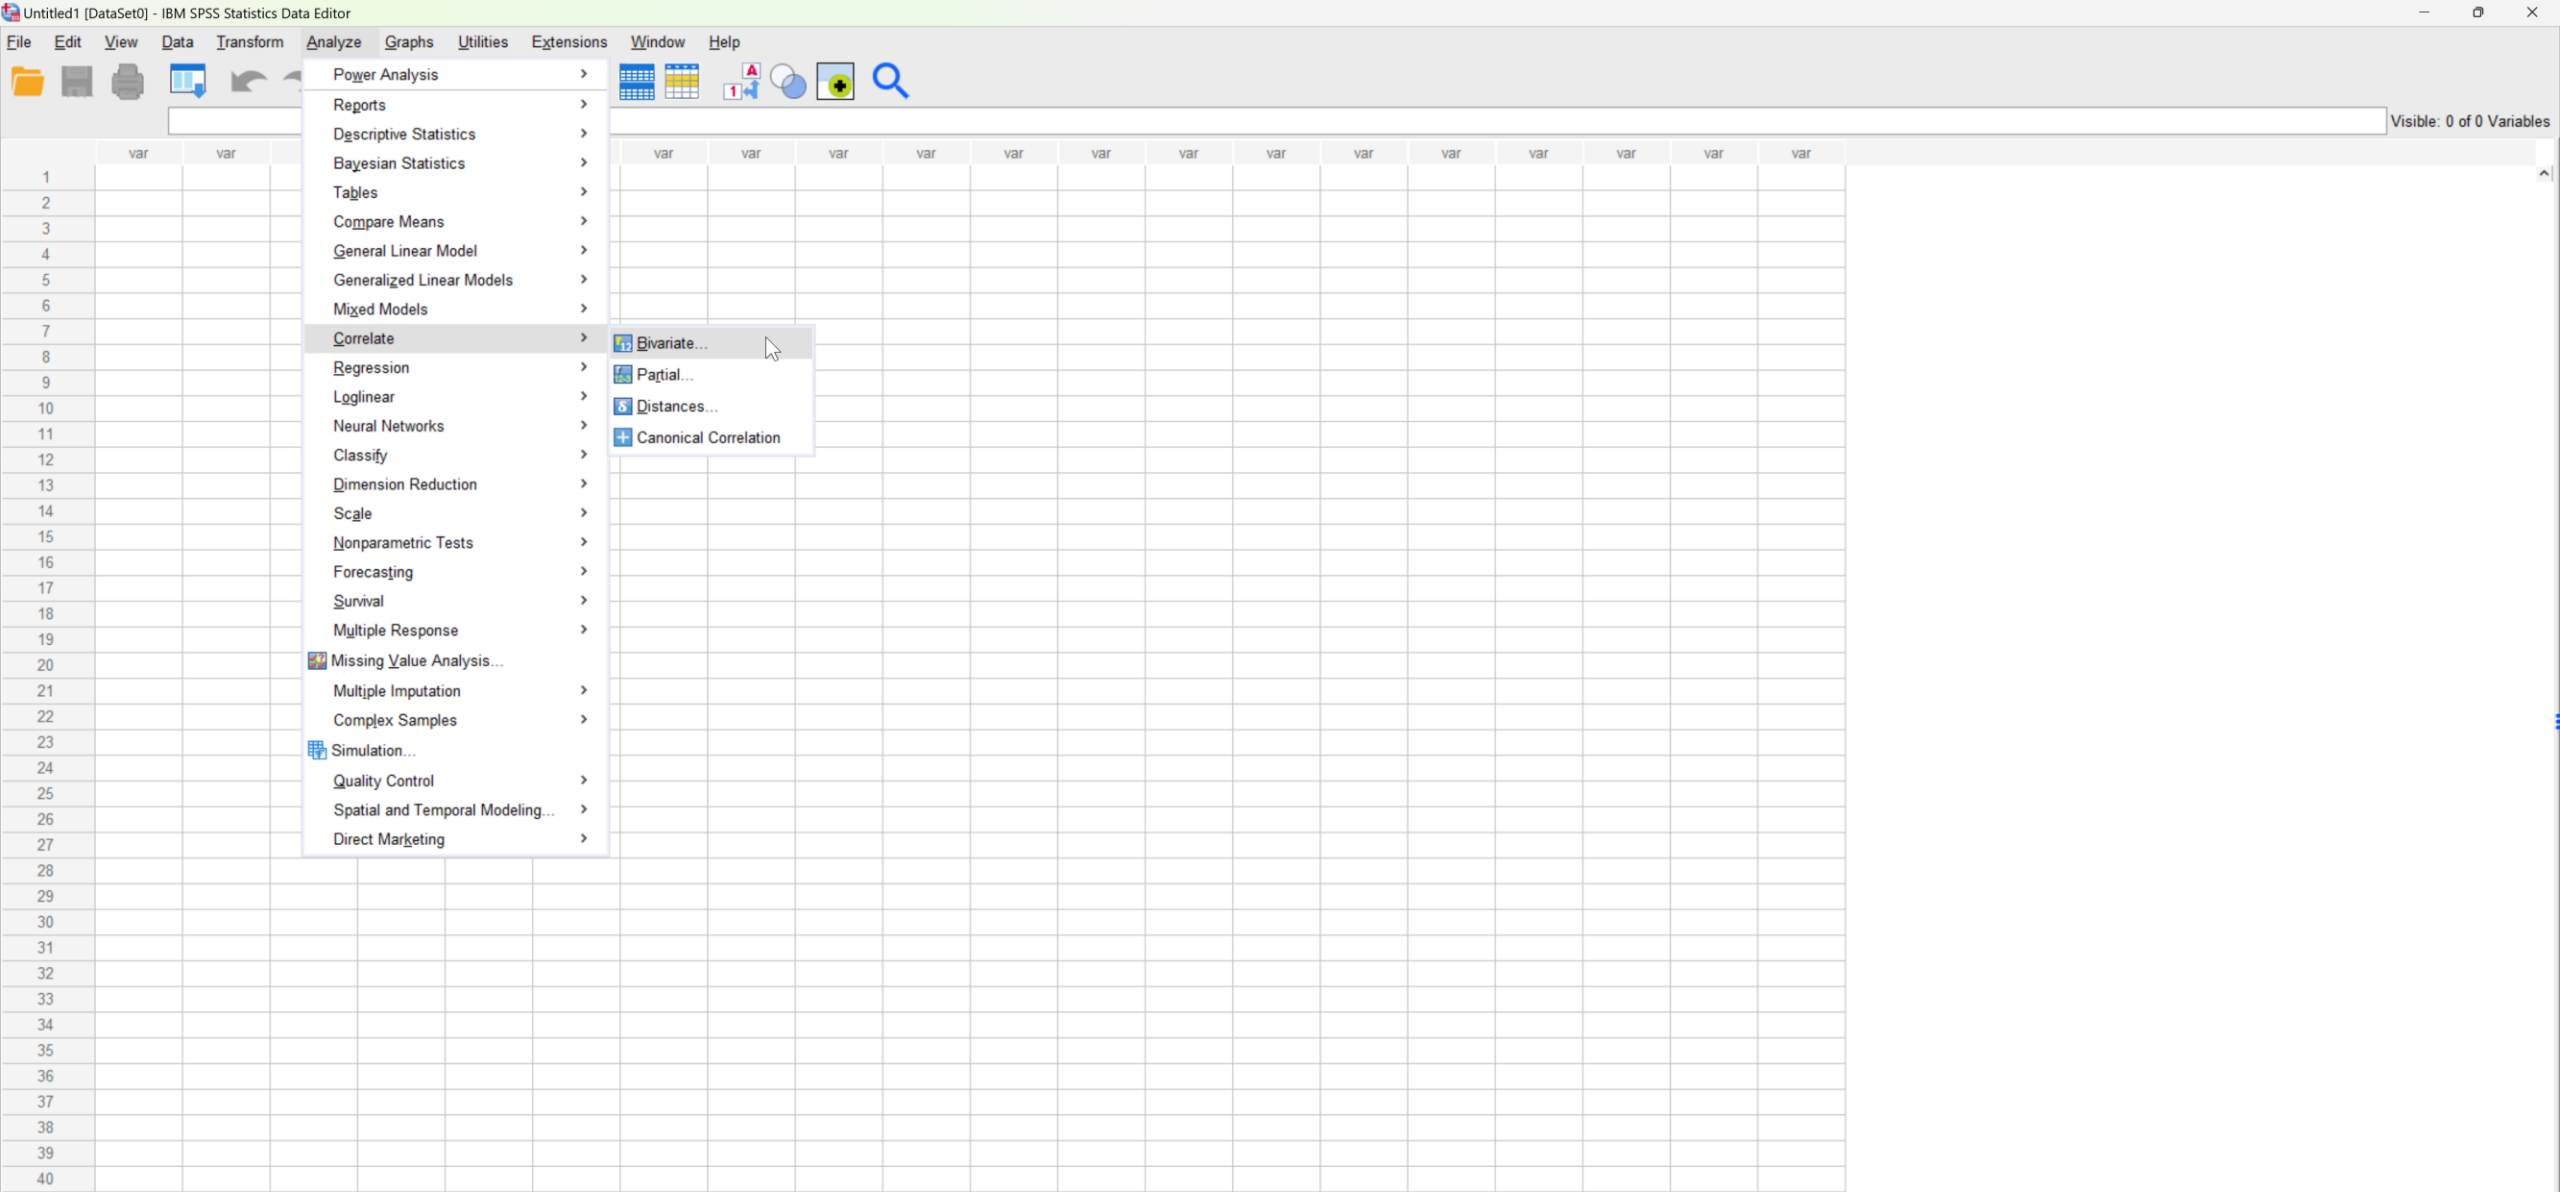 Untitled1 [DataSet0] - IBM SPSS Statistics Data Editor
File Edit View Data Transform Analyze Graphs Utilities Extensions Window Help
Visible: 0 of 0 Variables
Power Analysis
Reports
Descriptive Statistics
Bayesian Statistics
Tables
Compare Means
General Linear Model
Generalized Linear Models
Mixed Models
Correlate
Regression
Loglinear
Neural Networks
Classify
Dimension Reduction
Scale
Nonparametric Tests
Forecasting
Survival
Multiple Response
Missing Value Analysis...
Multiple Imputation
Complex Samples
Simulation...
Quality Control
Spatial and Temporal Modeling...
Direct Marketing
Bivariate...
Partial...
Distances...
Canonical Correlation
var var var var var var var var var var var var var var var var
1
2
3
4
5
6
7
8
9
10
11
12
13
14
15
16
17
18
19
20
21
22
23
24
25
26
27
28
29
30
31
32
33
34
35
36
37
38
39
40